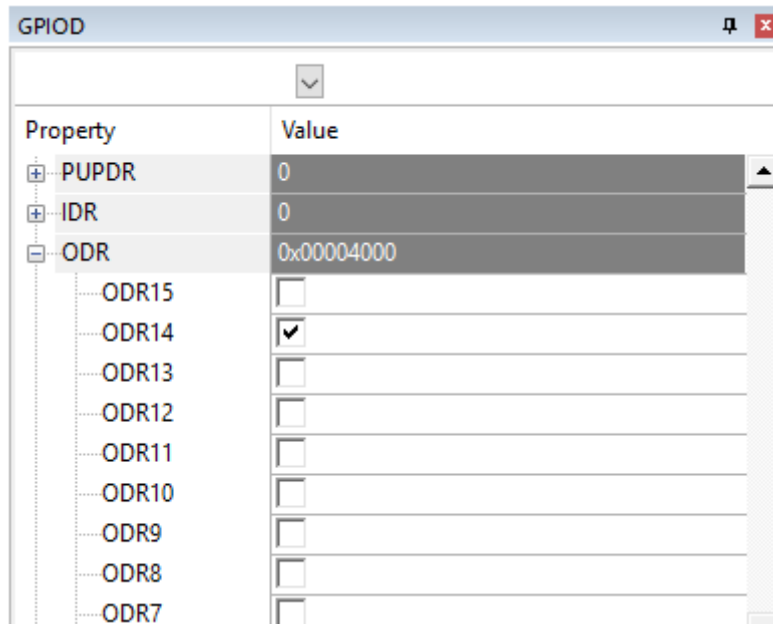 GPIOD
Property Value
PUPDR 0
IDR 0
ODR 0x00004000
ODR15
ODR14
ODR13
ODR12
ODR11
ODR10
ODR9
ODR8
ODR7